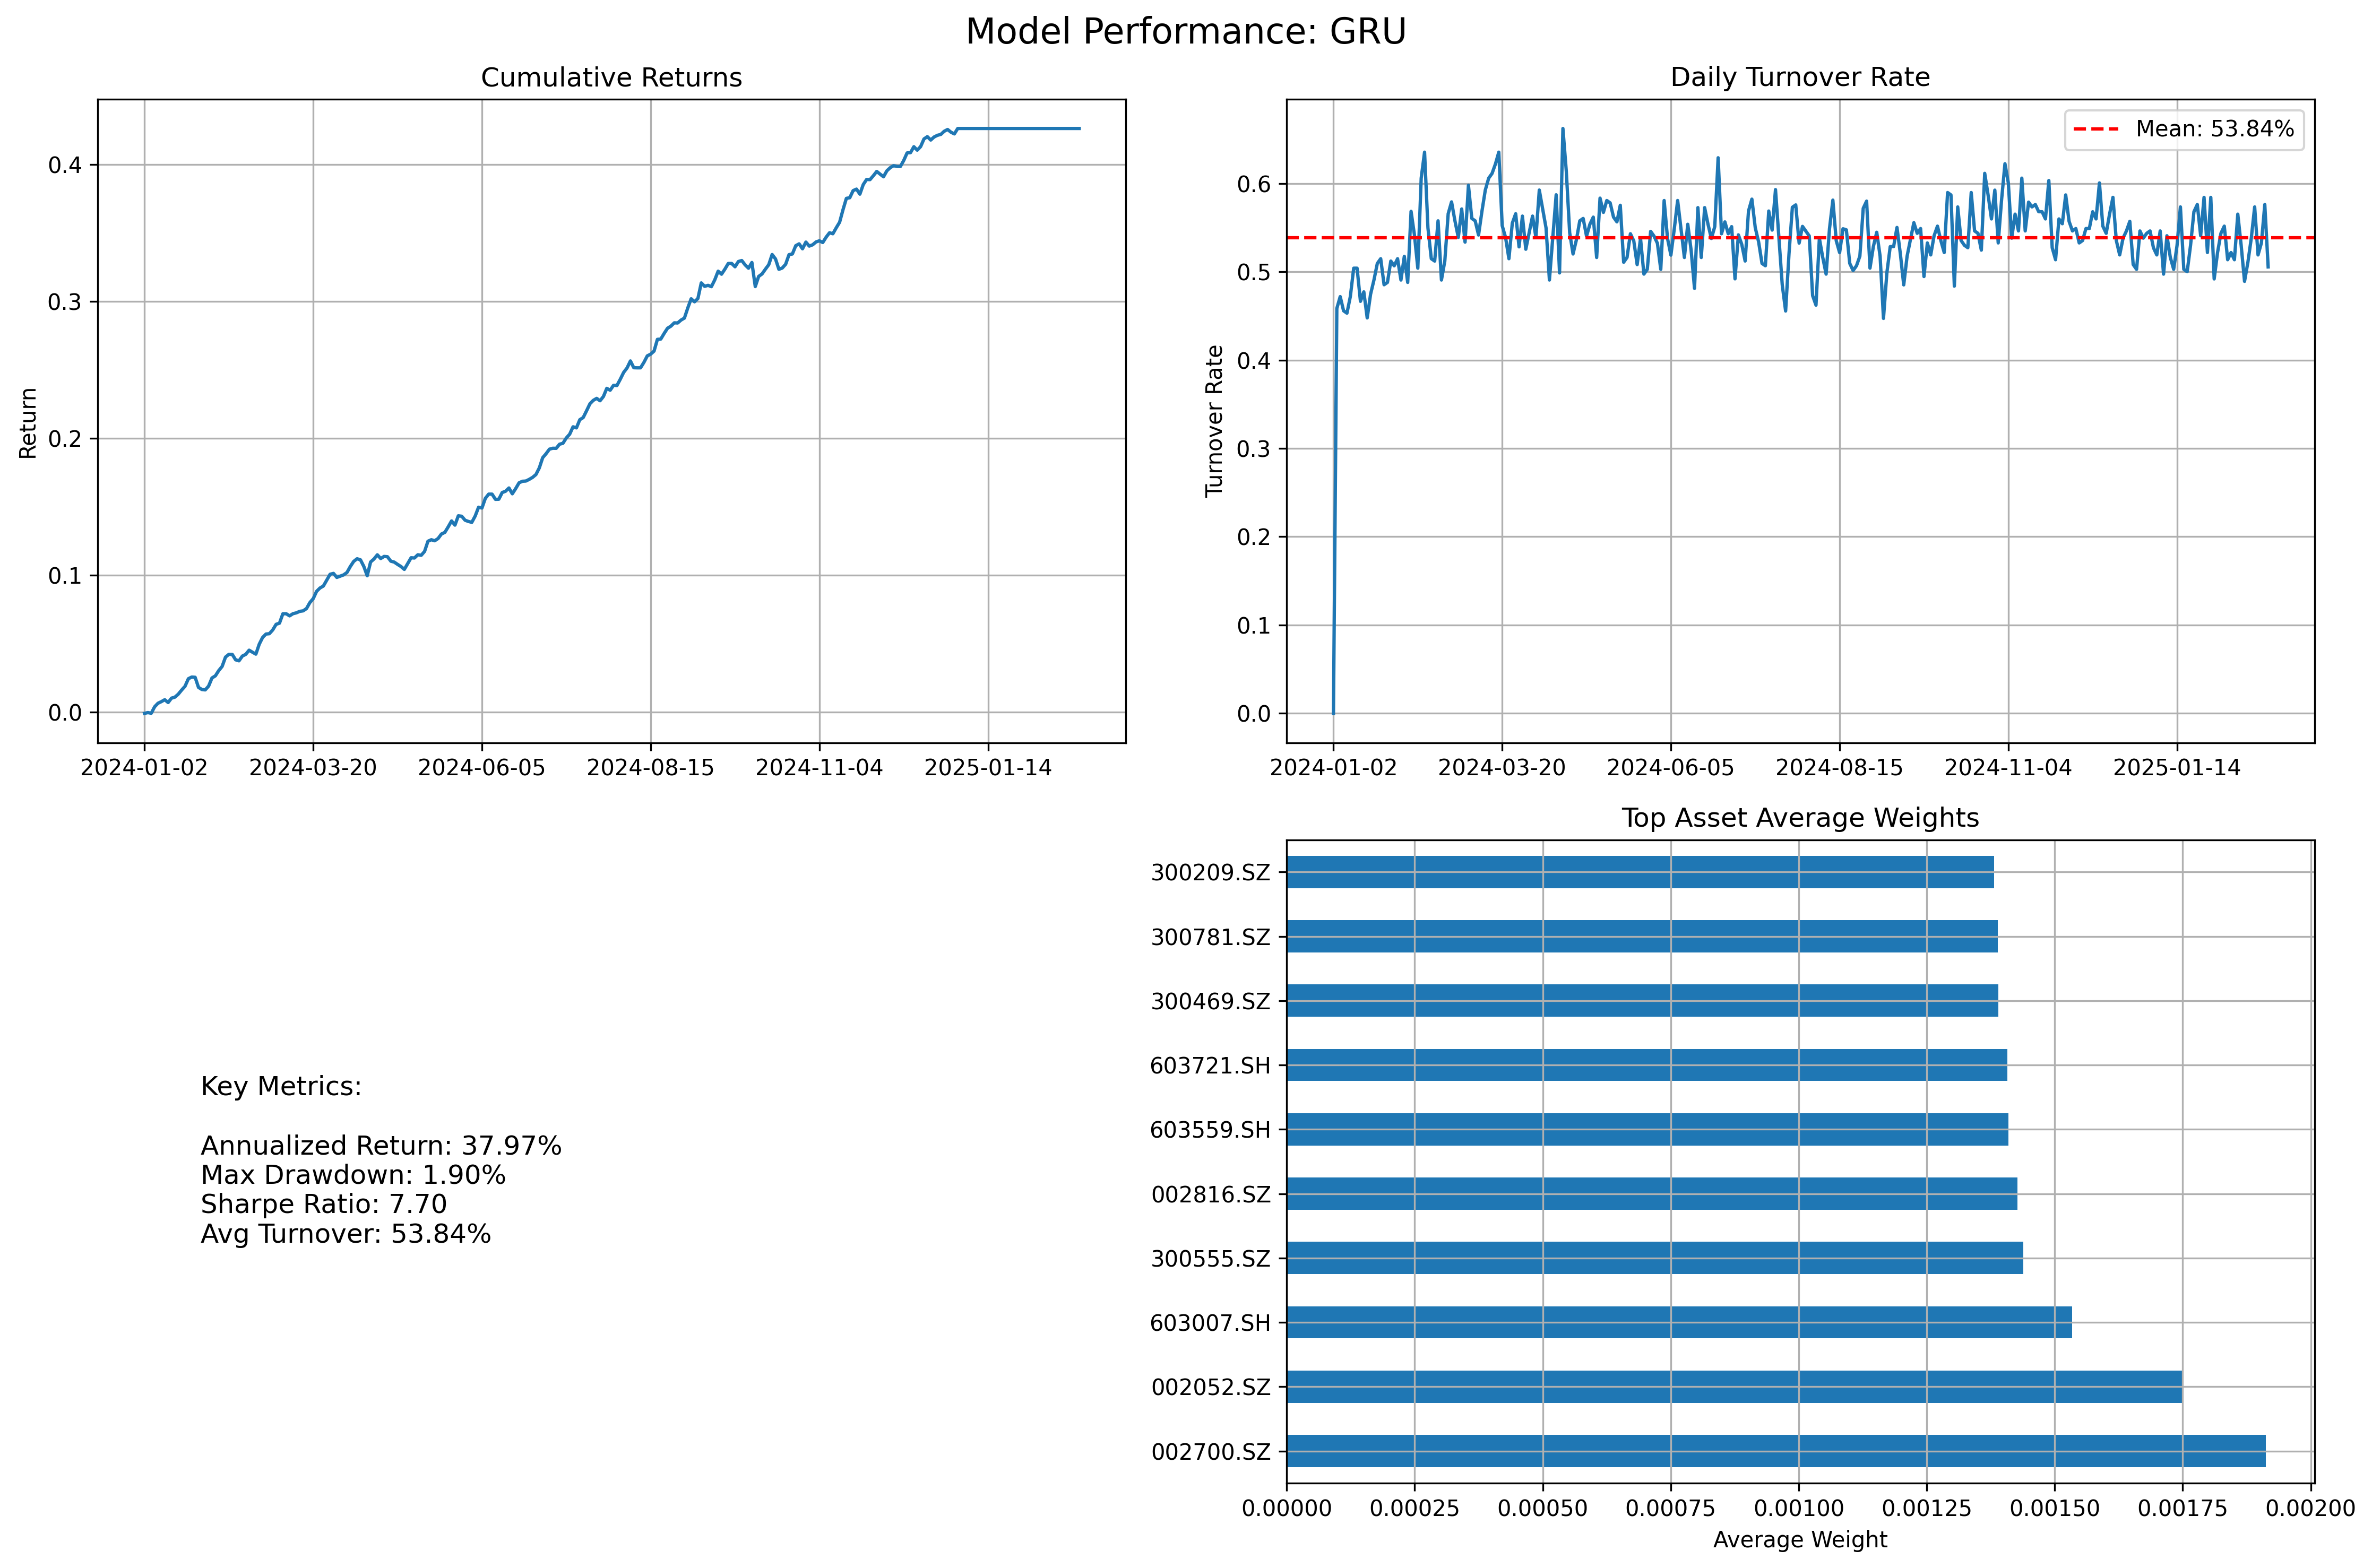 Model Performance: GRU
Cumulative Returns
Return
0.4
0.3
0.2
0.1
0.0
2024-01-02 2024-03-20 2024-06-05 2024-08-15 2024-11-04 2025-01-14
Daily Turnover Rate
Mean: 53.84%
Turnover Rate
0.6
0.5
0.4
0.3
0.2
0.1
0.0
2024-01-02 2024-03-20 2024-06-05 2024-08-15 2024-11-04 2025-01-14
Key Metrics:
Annualized Return: 37.97%
Max Drawdown: 1.90%
Sharpe Ratio: 7.70
Avg Turnover: 53.84%
Top Asset Average Weights
300209.SZ
300781.SZ
300469.SZ
603721.SH
603559.SH
002816.SZ
300555.SZ
603007.SH
002052.SZ
002700.SZ
0.00000 0.00025 0.00050 0.00075 0.00100 0.00125 0.00150 0.00175 0.00200
Average Weight